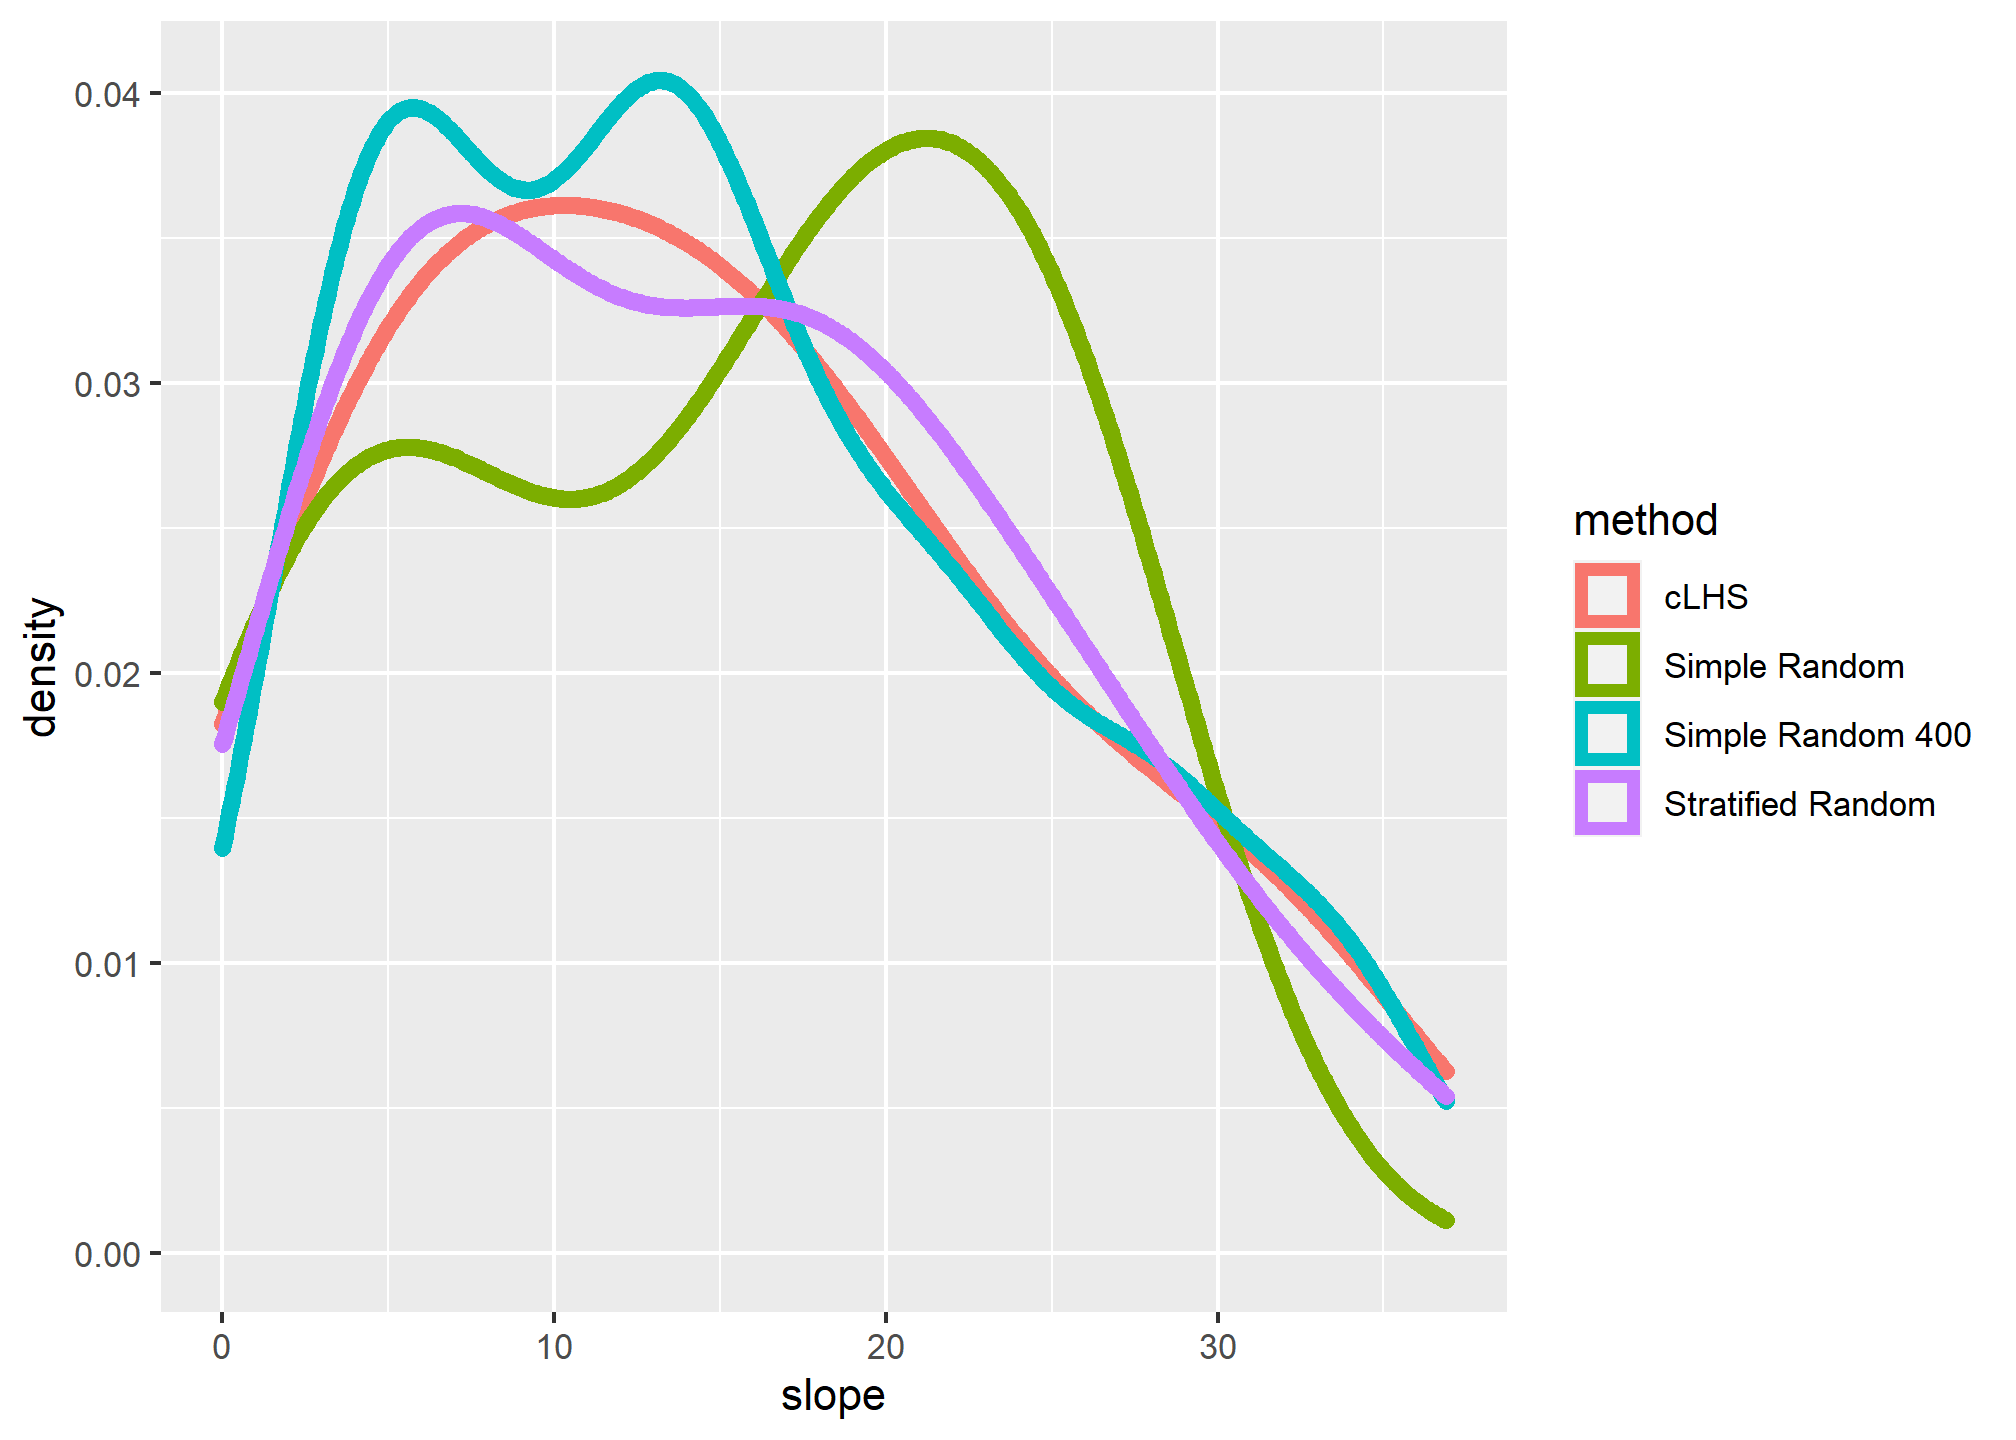 0.04
0.03
0.02
0.01
0.00
density
0
10
20
30
slope
method
cLHS
Simple Random
Simple Random 400
Stratified Random